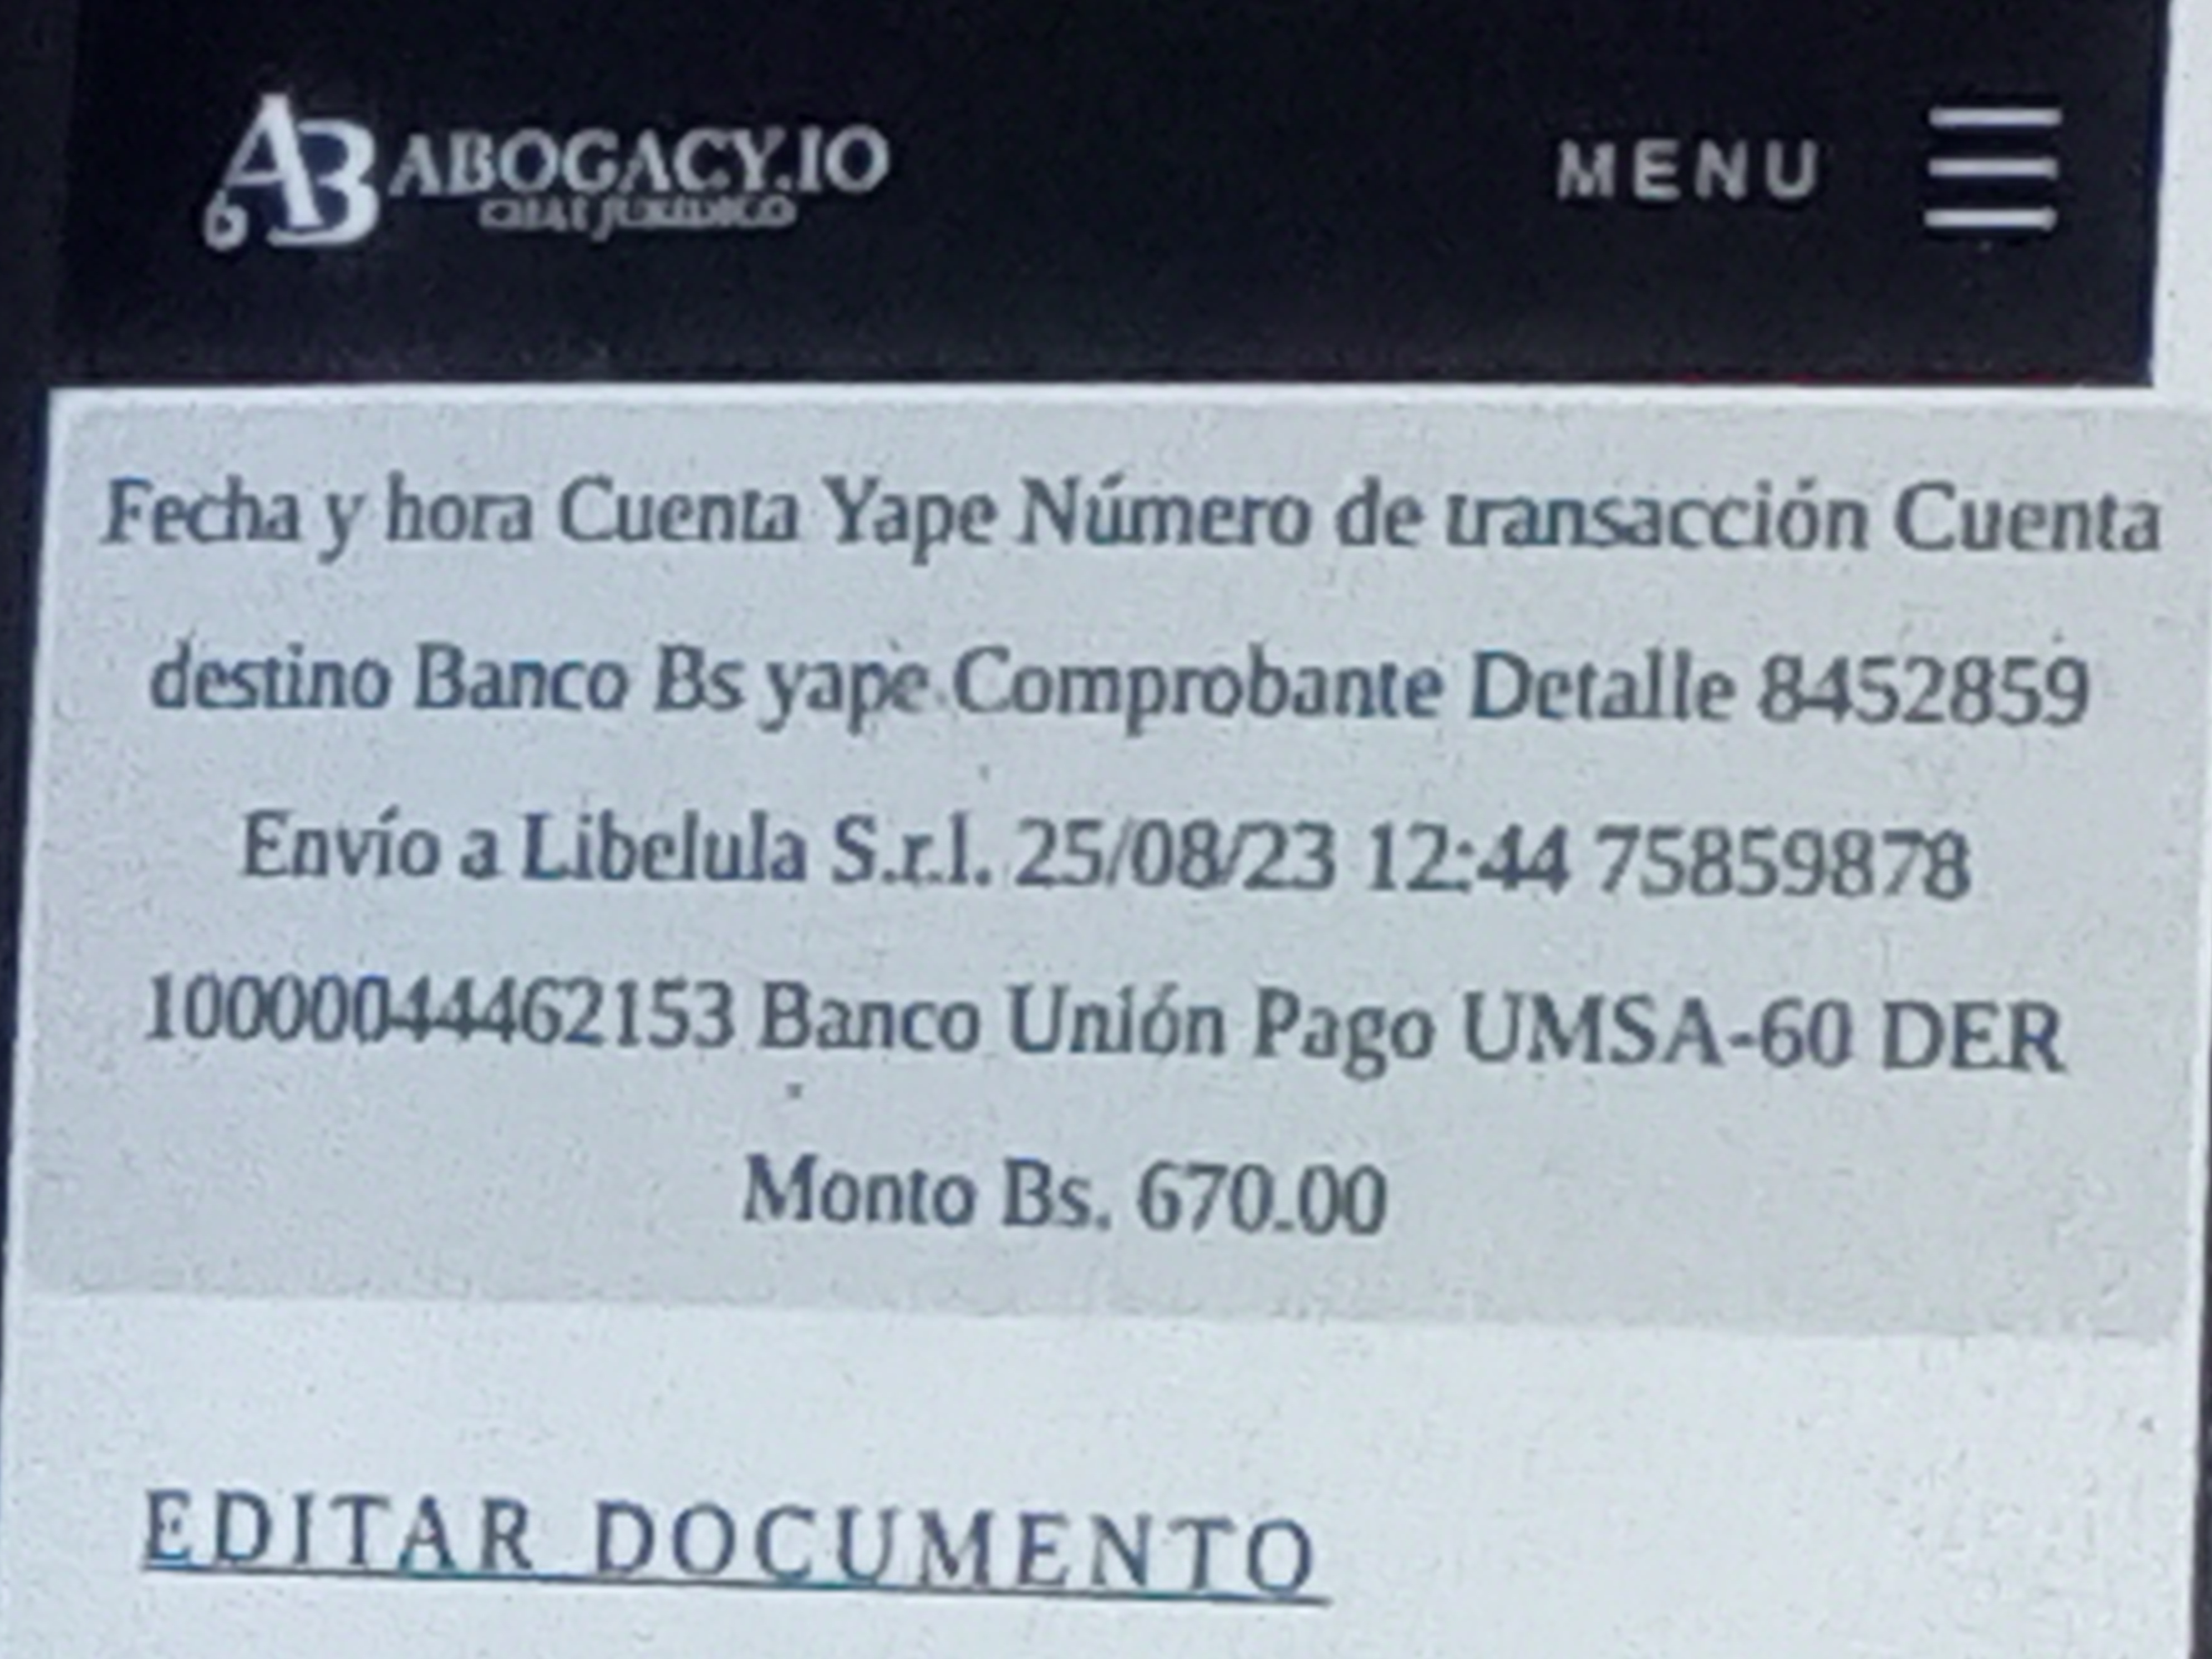 AB ABOGACY.IO
CHAT JURIDICO
MENU
Fecha y hora Cuenta Yape Número de transacción Cuenta
destino Banco Bs yape Comprobante Detalle 8452859
Envío a Libelula S.r.l. 25/08/23 12:44 75859878
10000044462153 Banco Unión Pago UMSA-60 DER
Monto Bs. 670.00
EDITAR DOCUMENTO